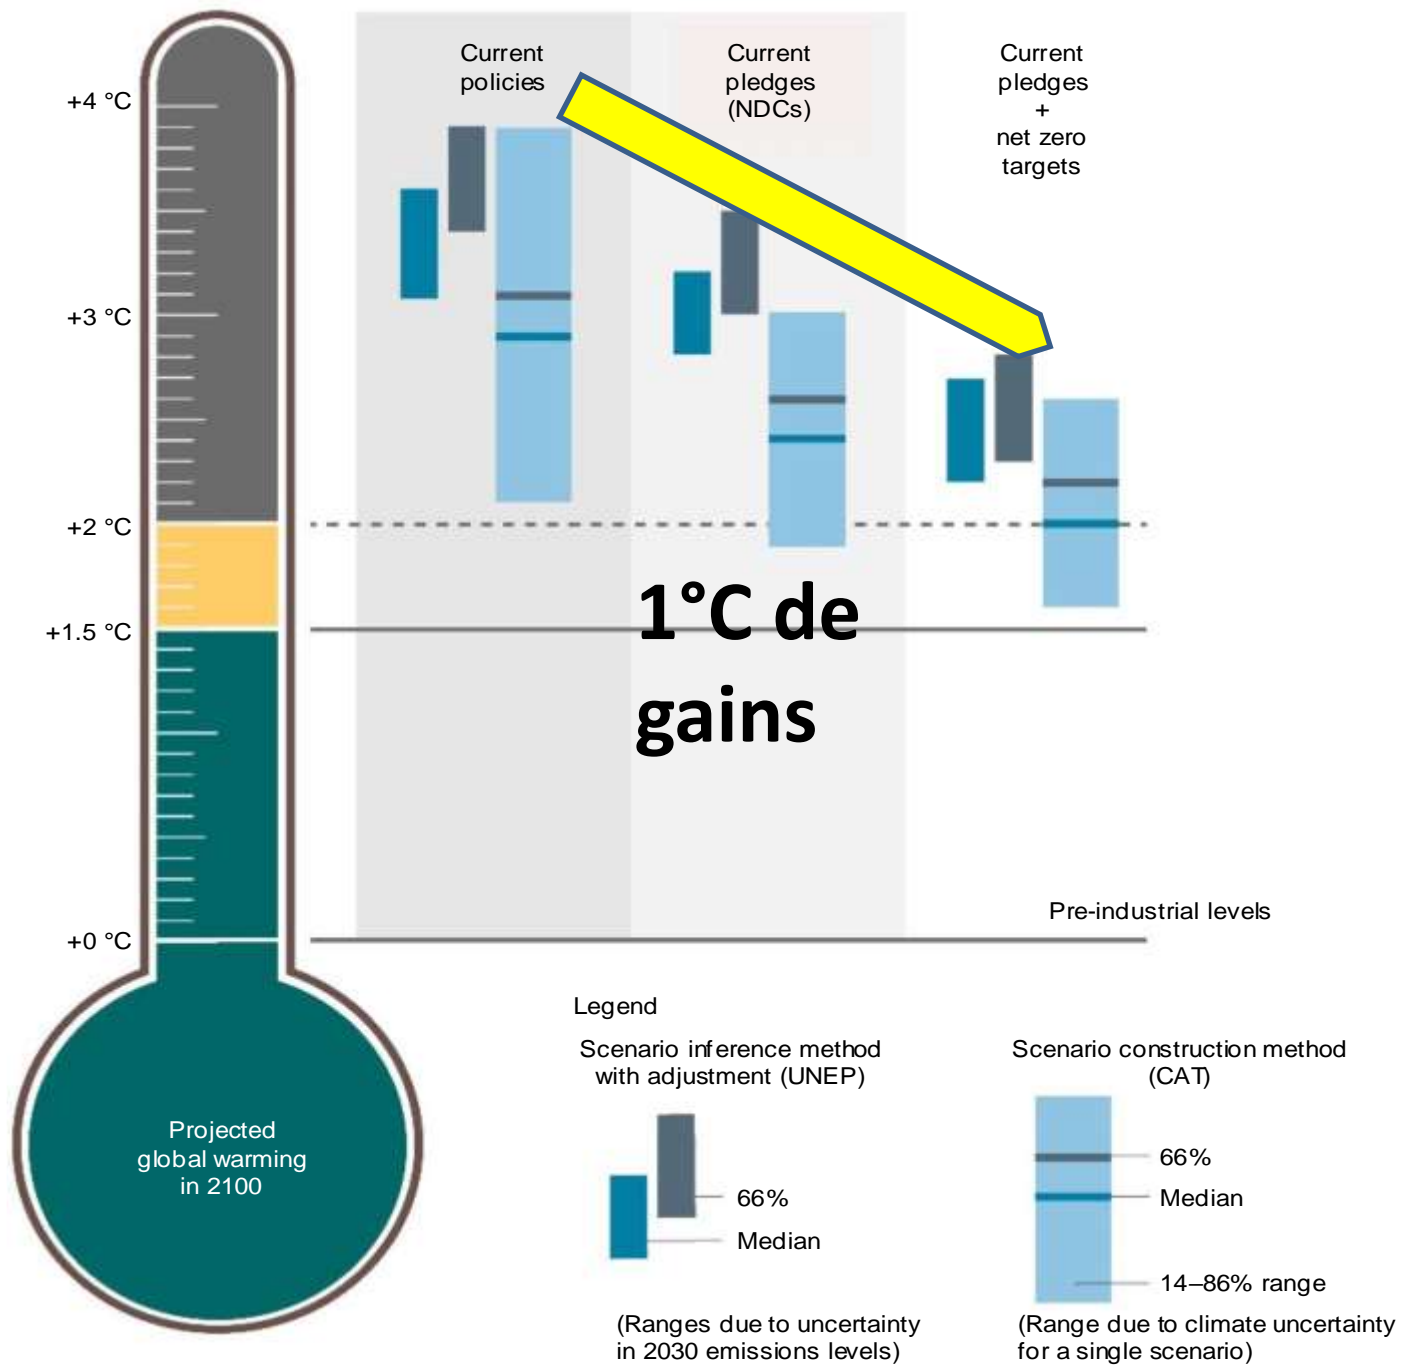 Current
policies
Current
pledges
(NDCs)
Current
pledges
+
net zero
targets
+4 °C
+3 °C
+2 °C
+1.5 °C
+0 °C
1°C de
gains
Pre-industrial levels
Projected
global warming
in 2100
Legend
Scenario inference method
with adjustment (UNEP)
66%
Median
(Ranges due to uncertainty
in 2030 emissions levels)
Scenario construction method
(CAT)
66%
Median
14–86% range
(Range due to climate uncertainty
for a single scenario)